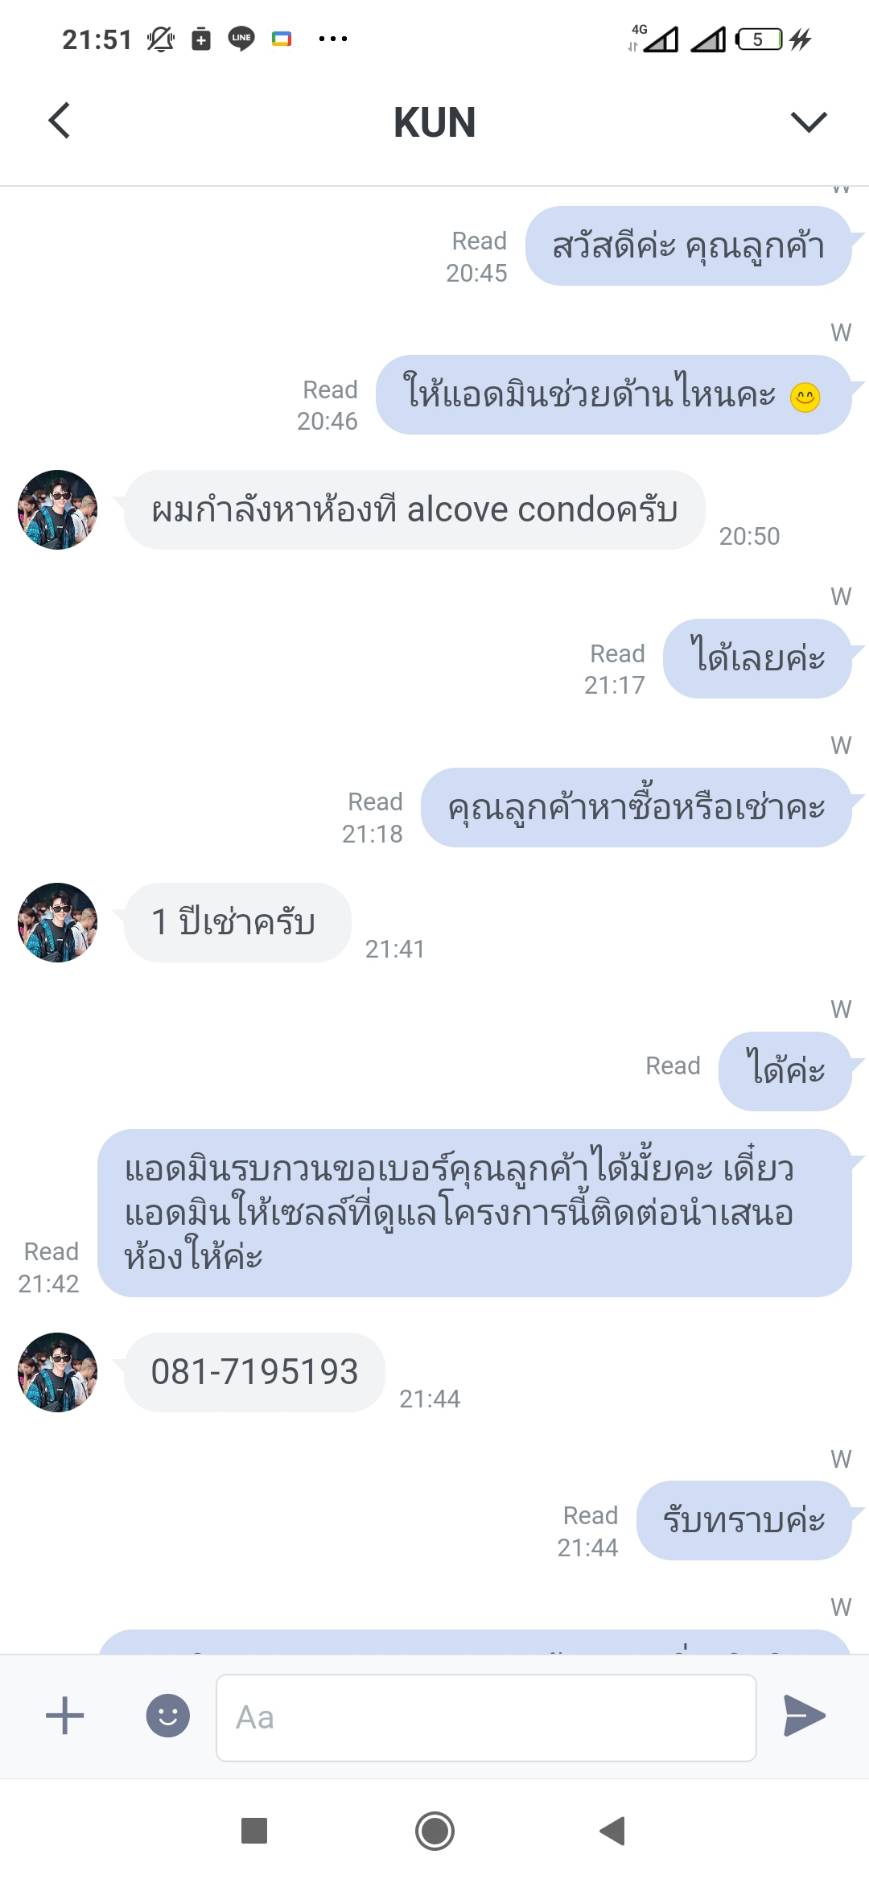 21:51
LINE
4G
5
KUN
W
สวัสดีค่ะ คุณลูกค้า
Read
20:45
W
ให้แอดมินช่วยด้านไหนคะ 😊
Read
20:46
ผมกำลังหาห้องที่ alcove condoครับ
20:50
W
ได้เลยค่ะ
Read
21:17
W
คุณลูกค้าหาซื้อหรือเช่าคะ
Read
21:18
1 ปีเช่าครับ
21:41
W
ได้ค่ะ
Read
แอดมินรบกวนขอเบอร์คุณลูกค้าได้มั้ยคะ เดี๋ยว
แอดมินให้เซลล์ที่ดูแลโครงการนี้ติดต่อนำเสนอ
ห้องให้ค่ะ
Read
21:42
081-7195193
21:44
W
รับทราบค่ะ
Read
21:44
W
Aa